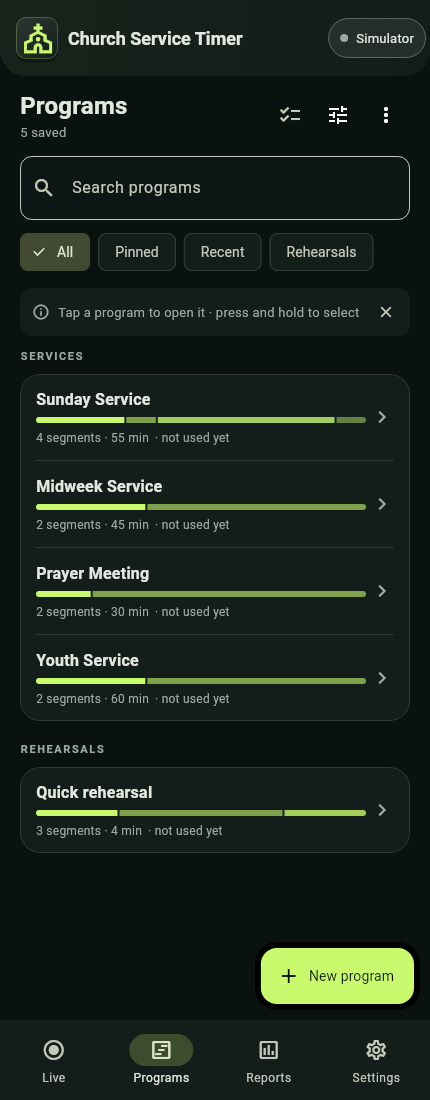 Church Service Timer
Simulator
Programs
5 saved
Search programs
All
Pinned
Recent
Rehearsals
Tap a program to open it · press and hold to select
SERVICES
Sunday Service
4 segments · 55 min · not used yet
Midweek Service
2 segments · 45 min · not used yet
Prayer Meeting
2 segments · 30 min · not used yet
Youth Service
2 segments · 60 min · not used yet
REHEARSALS
Quick rehearsal
3 segments · 4 min · not used yet
New program
Live
Programs
Reports
Settings